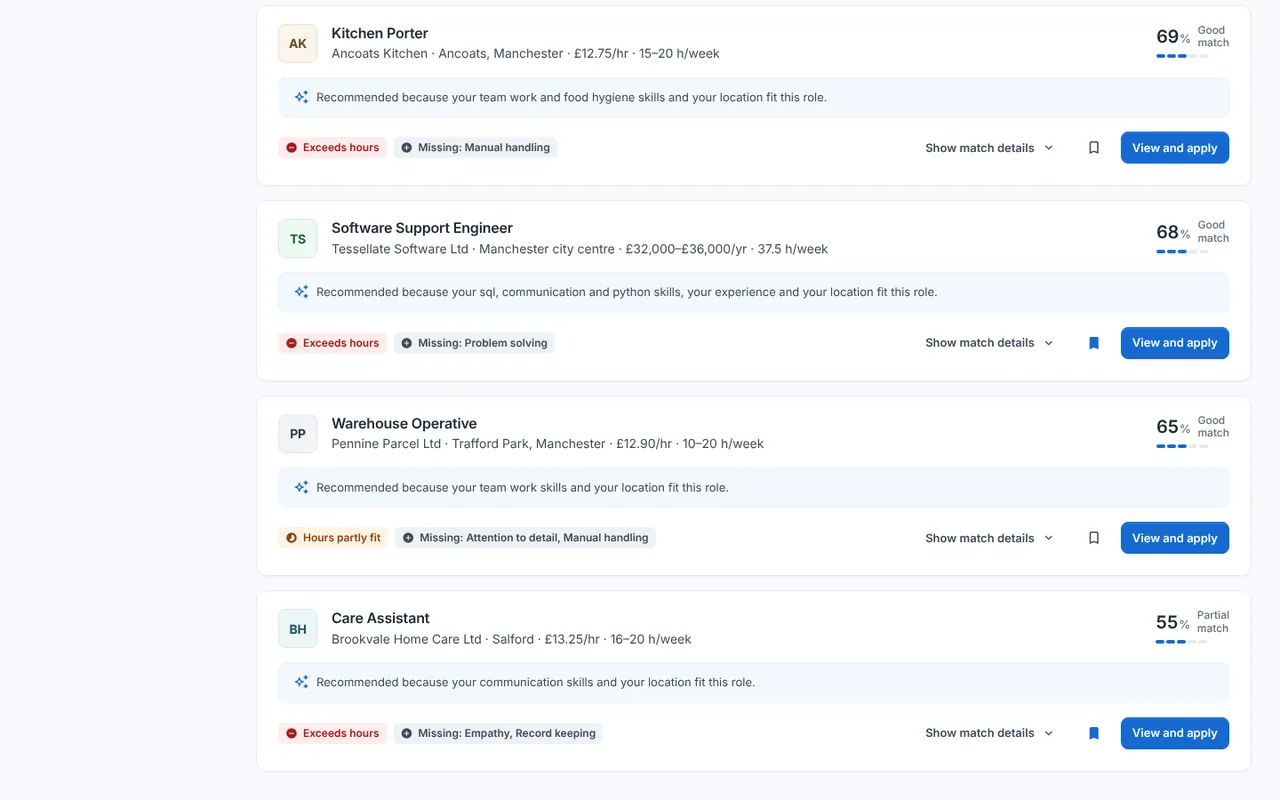 AK
Kitchen Porter
Ancoats Kitchen · Ancoats, Manchester · £12.75/hr · 15–20 h/week
69% Good match
Recommended because your team work and food hygiene skills and your location fit this role.
Exceeds hours
Missing: Manual handling
Show match details
View and apply
TS
Software Support Engineer
Tessellate Software Ltd · Manchester city centre · £32,000–£36,000/yr · 37.5 h/week
68% Good match
Recommended because your sql, communication and python skills, your experience and your location fit this role.
Exceeds hours
Missing: Problem solving
Show match details
View and apply
PP
Warehouse Operative
Pennine Parcel Ltd · Trafford Park, Manchester · £12.90/hr · 10–20 h/week
65% Good match
Recommended because your team work skills and your location fit this role.
Hours partly fit
Missing: Attention to detail, Manual handling
Show match details
View and apply
BH
Care Assistant
Brookvale Home Care Ltd · Salford · £13.25/hr · 16–20 h/week
55% Partial match
Recommended because your communication skills and your location fit this role.
Exceeds hours
Missing: Empathy, Record keeping
Show match details
View and apply